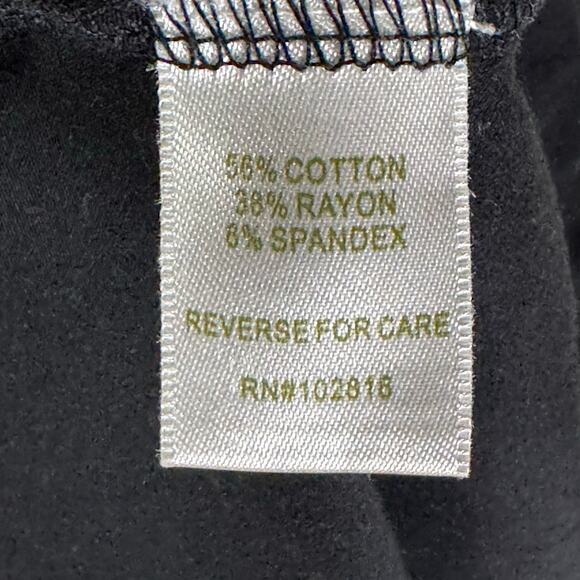 56% COTTON
38% RAYON
6% SPANDEX
REVERSE FOR CARE
RN#102816